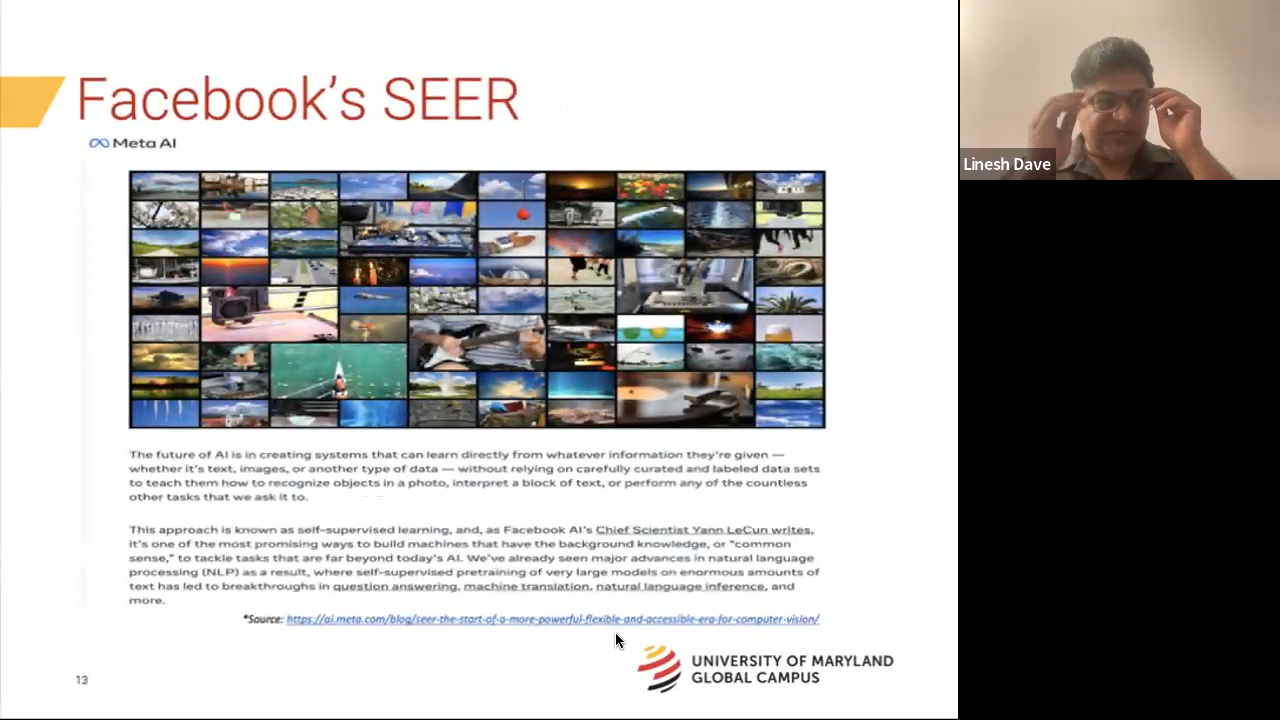 Facebook's SEER
Meta AI
Linesh Dave
The future of AI is in creating systems that can learn directly from whatever information they're given —
whether it's text, images, or another type of data — without relying on carefully curated and labeled data sets
to teach them how to recognize objects in a photo, interpret a block of text, or perform any of the countless
other tasks that we ask it to.
This approach is known as self-supervised learning, and, as Facebook AI's Chief Scientist Yann LeCun writes,
it's one of the most promising ways to build machines that have the background knowledge, or "common
sense," to tackle tasks that are far beyond today's AI. We've already seen major advances in natural language
processing (NLP) as a result, where self-supervised pretraining of very large models on enormous amounts of
text has led to breakthroughs in question answering, machine translation, natural language inference, and
more.
*Source: https://ai.meta.com/blog/seer-the-start-of-a-more-powerful-flexible-and-accessible-era-for-computer-vision/
13
UNIVERSITY OF MARYLAND
GLOBAL CAMPUS